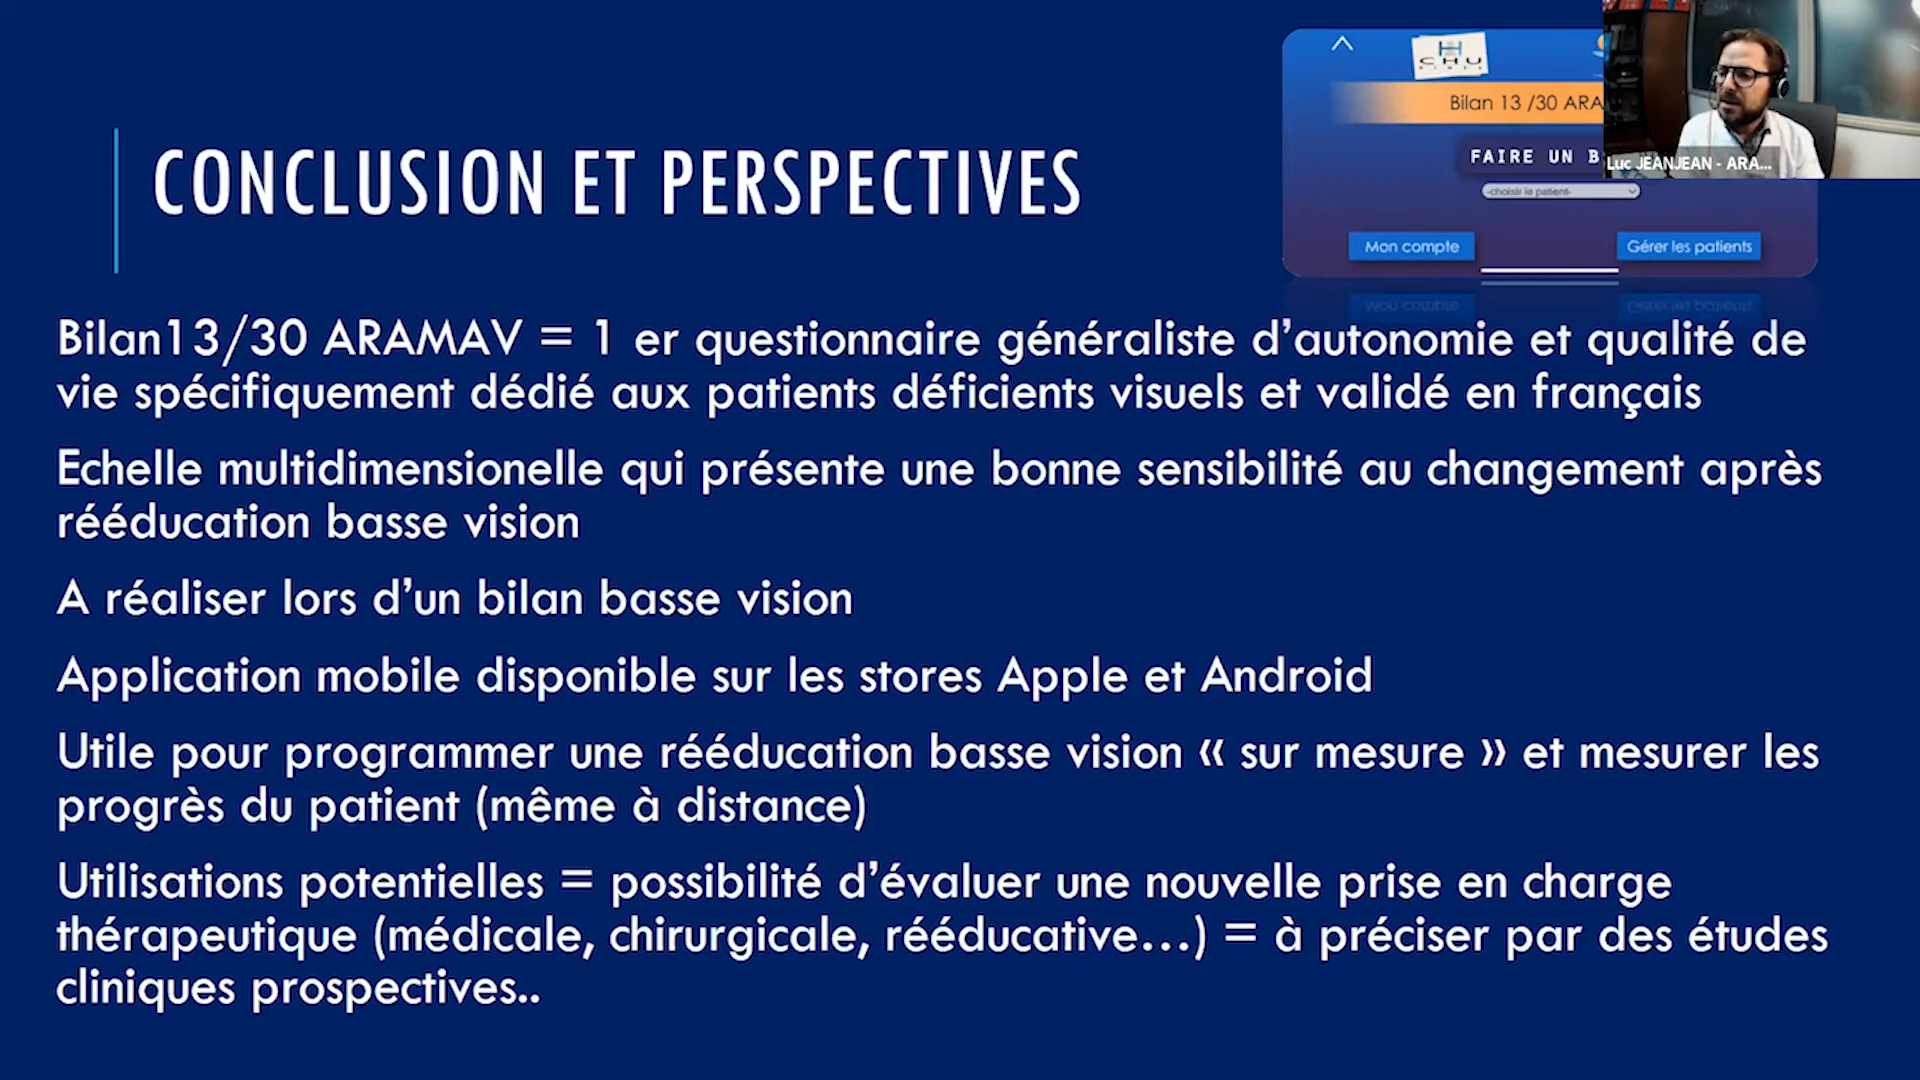 CHU
Bilan 13 /30 ARA
FAIRE UN B
Luc JEANJEAN - ARA...
-choisir le patient-
Mon compte
Gérer les patients
CONCLUSION ET PERSPECTIVES
Bilan13/30 ARAMAV = 1 er questionnaire généraliste d’autonomie et qualité de
vie spécifiquement dédié aux patients déficients visuels et validé en français
Echelle multidimensionelle qui présente une bonne sensibilité au changement après
rééducation basse vision
A réaliser lors d’un bilan basse vision
Application mobile disponible sur les stores Apple et Android
Utile pour programmer une rééducation basse vision « sur mesure » et mesurer les
progrès du patient (même à distance)
Utilisations potentielles = possibilité d’évaluer une nouvelle prise en charge
thérapeutique (médicale, chirurgicale, rééducative…) = à préciser par des études
cliniques prospectives..